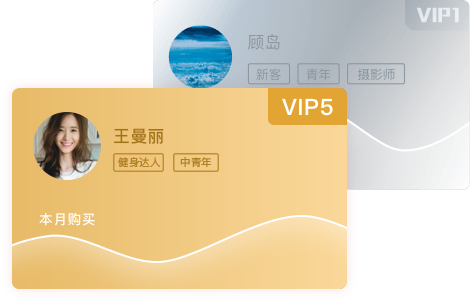 VIP1
顾岛
新客 青年 摄影师
VIP5
王曼丽
健身达人 中青年
本月购买